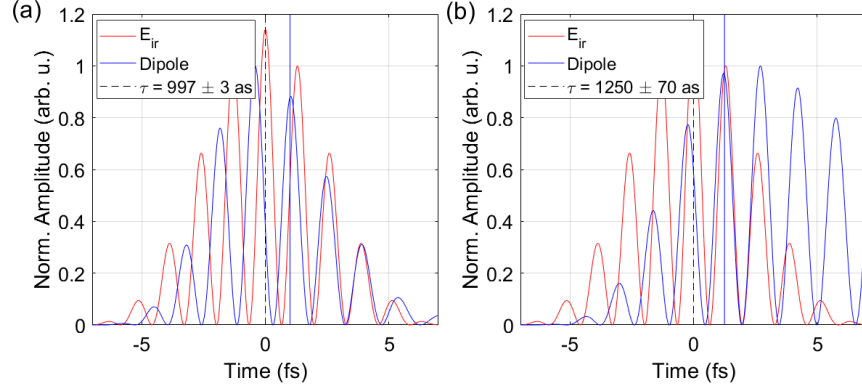 (a)
1.2
1
0.8
0.6
0.4
0.2
0
Norm. Amplitude (arb. u.)
E_ir
Dipole
τ = 997 ± 3 as
-5 0 5
Time (fs)
(b)
1.2
1
0.8
0.6
0.4
0.2
0
Norm. Amplitude (arb. u.)
E_ir
Dipole
τ = 1250 ± 70 as
-5 0 5
Time (fs)